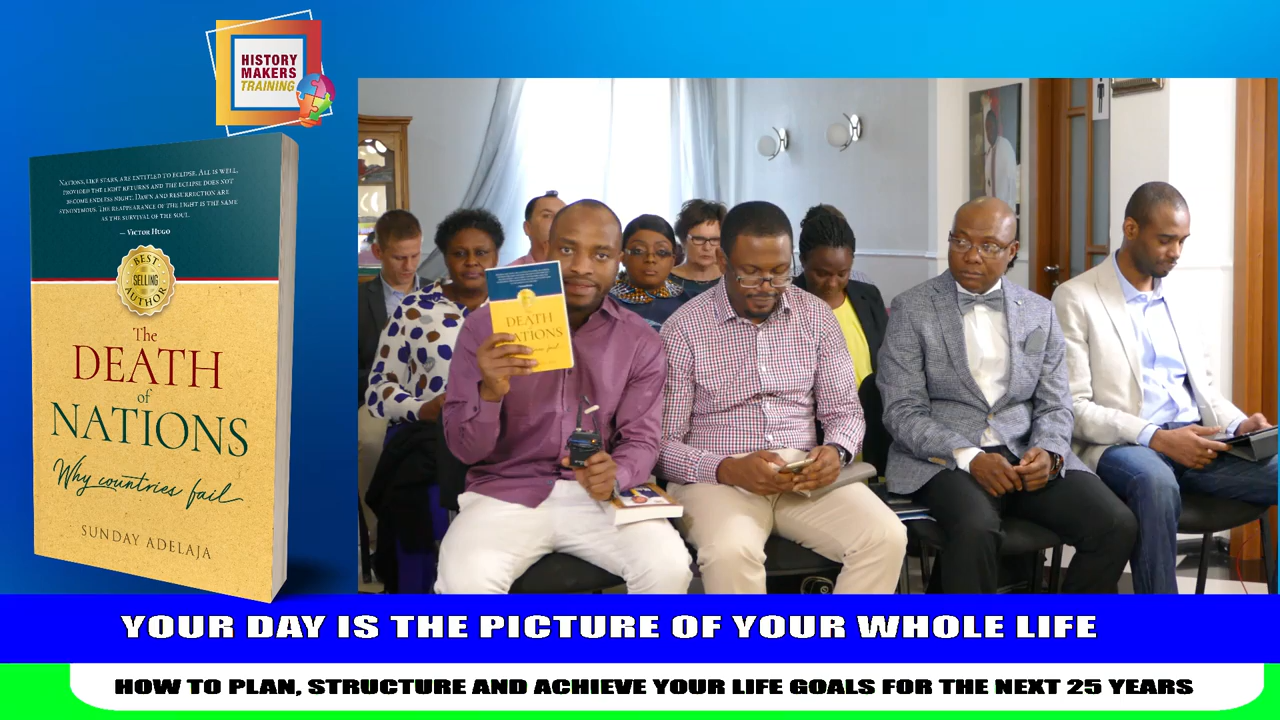 HISTORY
MAKERS
TRAINING
NATIONS, LIKE STARS, ARE ENTITLED TO ECLIPSE. ALL IS WELL,
PROVIDED THE LIGHT RETURNS AND THE ECLIPSE DOES NOT
BECOME ENDLESS NIGHT. DAWN AND RESURRECTION ARE
SYNONYMOUS. THE REAPPEARANCE OF THE LIGHT IS THE SAME
AS THE SURVIVAL OF THE SOUL.
— VICTOR HUGO
BEST
SELLING
AUTHOR
The
DEATH
of
NATIONS
Why countries fail
SUNDAY ADELAJA
DEATH
NATIONS
YOUR DAY IS THE PICTURE OF YOUR WHOLE LIFE
HOW TO PLAN, STRUCTURE AND ACHIEVE YOUR LIFE GOALS FOR THE NEXT 25 YEARS